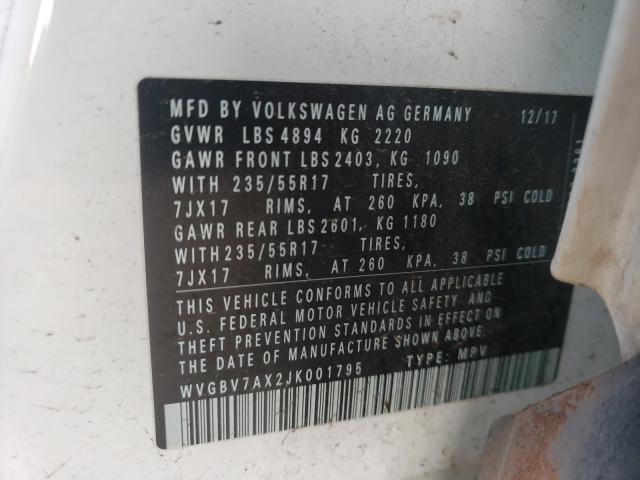 MFD BY VOLKSWAGEN AG GERMANY 12/17
GVWR LBS 4894 KG 2220
GAWR FRONT LBS 2403, KG 1090
WITH 235/55R17 TIRES,
7JX17 RIMS, AT 260 KPA, 38 PSI COLD
GAWR REAR LBS 2601, KG 1180
WITH 235/55R17 TIRES,
7JX17 RIMS, AT 260 KPA, 38 PSI COLD
THIS VEHICLE CONFORMS TO ALL APPLICABLE
U.S. FEDERAL MOTOR VEHICLE SAFETY AND
THEFT PREVENTION STANDARDS IN EFFECT ON
THE DATE OF MANUFACTURE SHOWN ABOVE.
WVGBV7AX2JK001795 TYPE: MPV